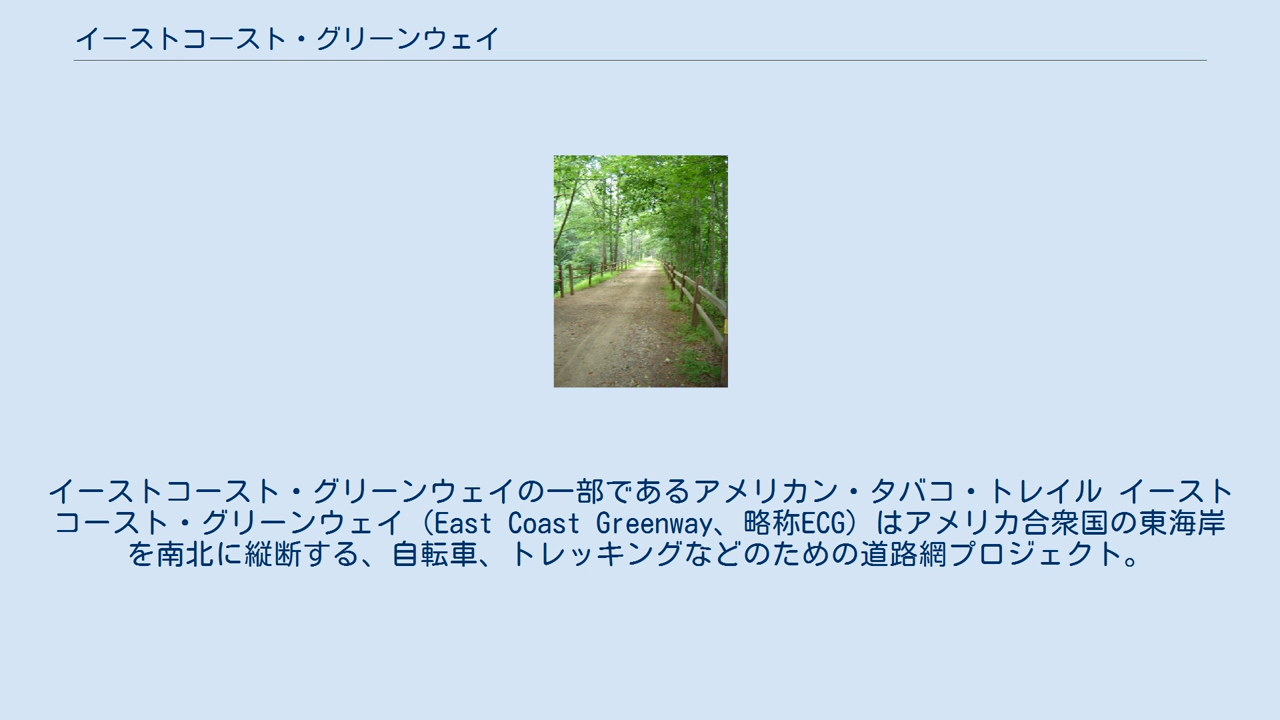 イーストコースト・グリーンウェイ
イーストコースト・グリーンウェイの一部であるアメリカン・タバコ・トレイル イースト
コースト・グリーンウェイ（East Coast Greenway、略称ECG）はアメリカ合衆国の東海岸
を南北に縦断する、自転車、トレッキングなどのための道路網プロジェクト。